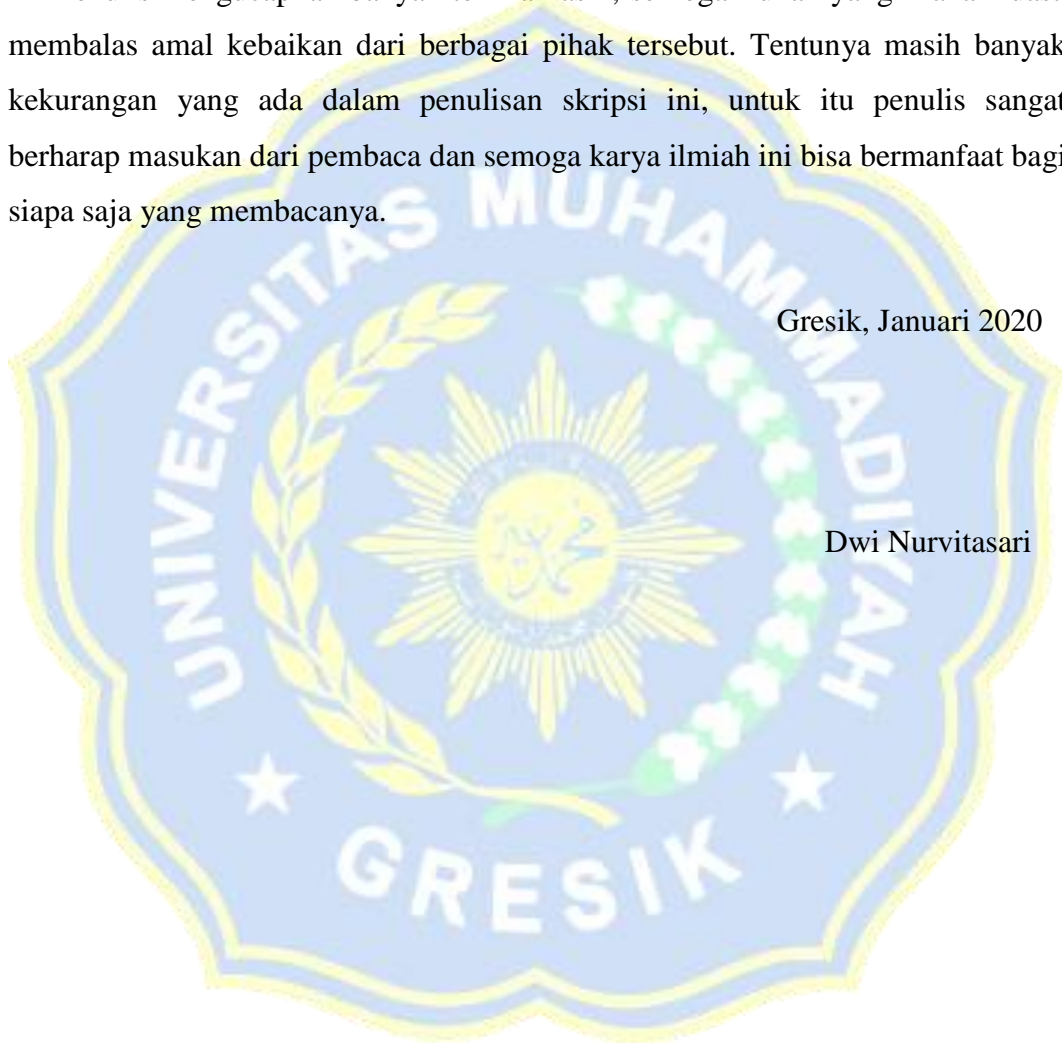 membalas amal kebaikan dari berbagai pihak tersebut. Tentunya masih banyak
kekurangan yang ada dalam penulisan skripsi ini, untuk itu penulis sangat
berharap masukan dari pembaca dan semoga karya ilmiah ini bisa bermanfaat bagi
siapa saja yang membacanya.
Gresik, Januari 2020
Dwi Nurvitasari
UNIVERSITAS MUHAMMADIYAH
GRESIK